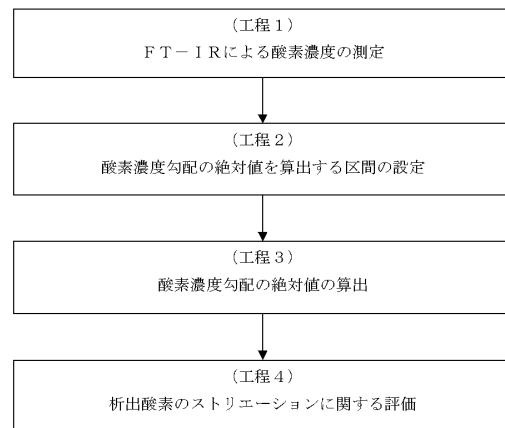 （工程１）
ＦＴ－ＩＲによる酸素濃度の測定
（工程２）
酸素濃度勾配の絶対値を算出する区間の設定
（工程３）
酸素濃度勾配の絶対値の算出
（工程４）
析出酸素のストリエーションに関する評価